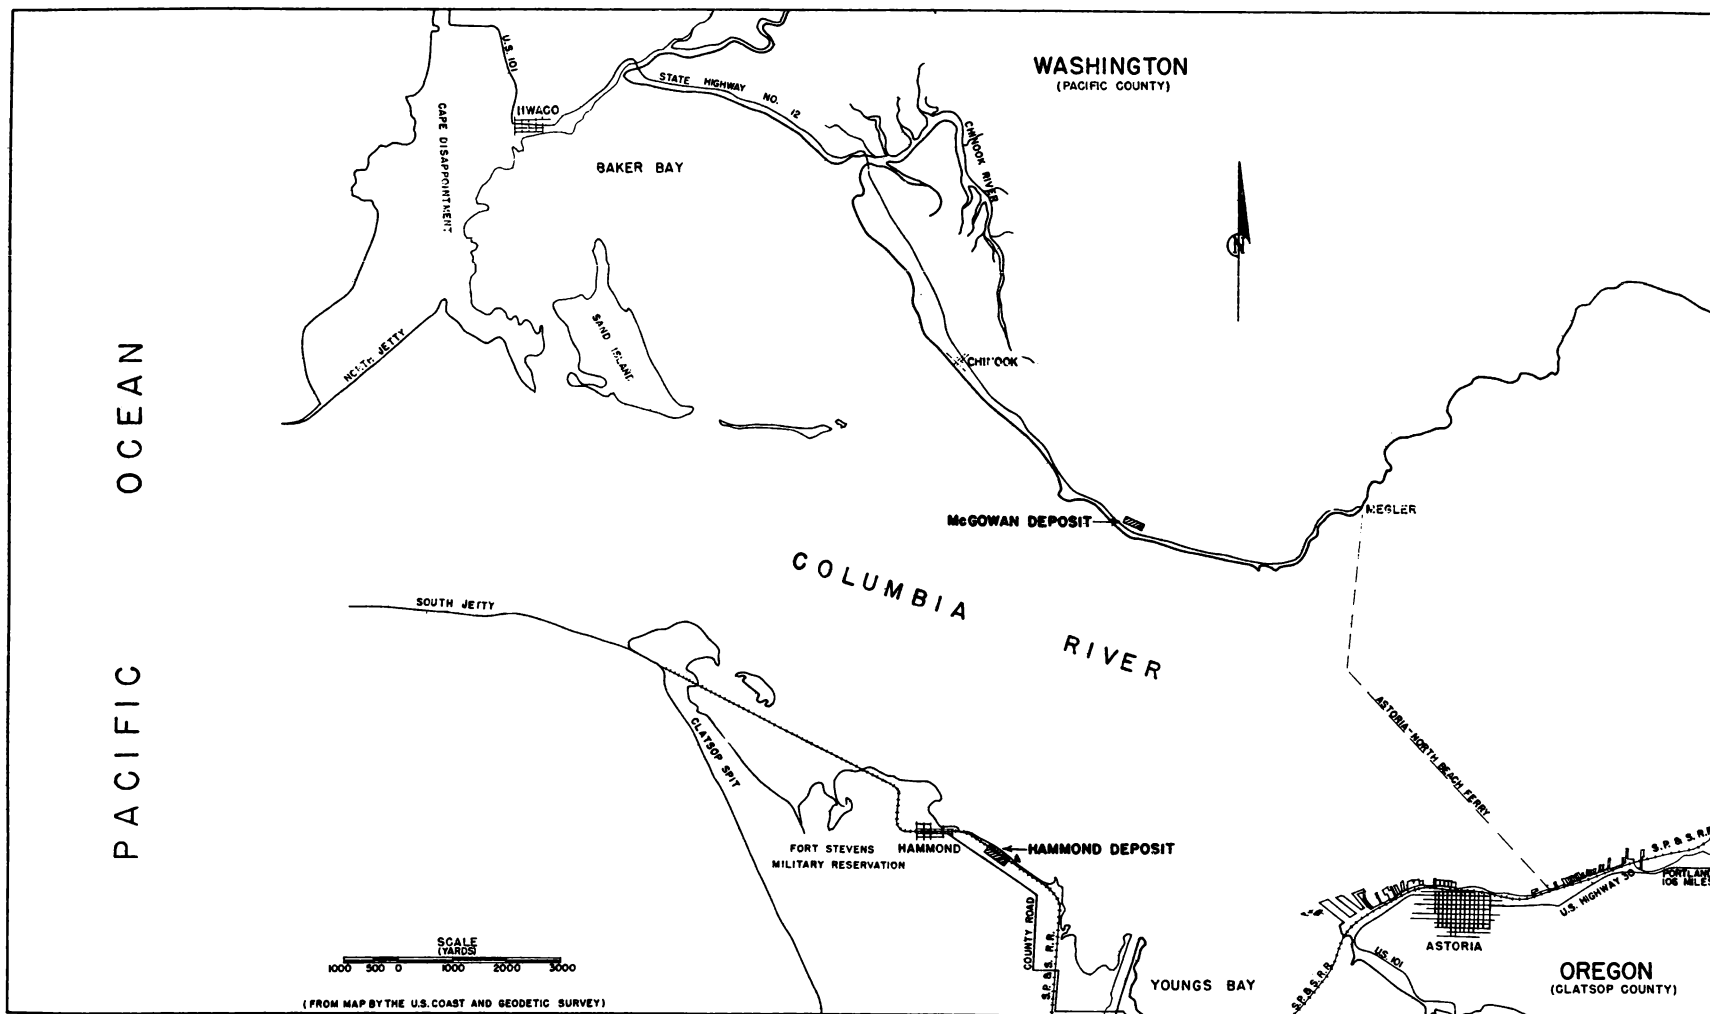 WASHINGTON
(PACIFIC COUNTY)
U.S. 101
STATE HIGHWAY NO. 12
CAPE DISAPPOINTMENT
BAKER BAY
CHINOOK RIVER
N
NORTH JETTY
SAND ISLAND
McGOWAN DEPOSIT
MEGLER
COLUMBIA
RIVER
PACIFIC OCEAN
SOUTH JETTY
CLATSOP SPIT
ASTORIA-NORTH BEACH FERRY
FORT STEVENS
MILITARY RESERVATION
HAMMOND
HAMMOND DEPOSIT
COUNTY ROAD
S.P. & S. R.R.
S.P. & S. R.R.
U.S. HIGHWAY 30
PORTLAND
106 MILES
S.P. & S. R.R.
U.S. 101
ASTORIA
YOUNGS BAY
OREGON
(CLATSOP COUNTY)
SCALE
(YARDS)
1000 500 0 1000 2000 3000
(FROM MAP BY THE U.S. COAST AND GEODETIC SURVEY)